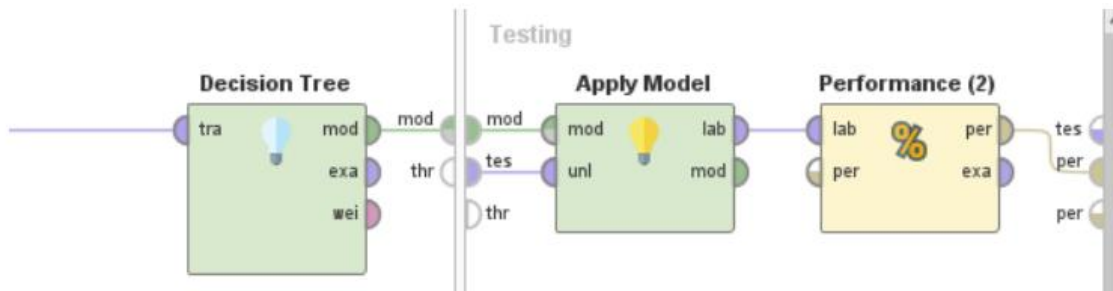 Testing
Decision Tree
Apply Model
Performance (2)
tra
mod
mod
mod
mod
lab
lab
per
tes
exa
thr
tes
unl
mod
per
exa
per
wei
thr
per
%